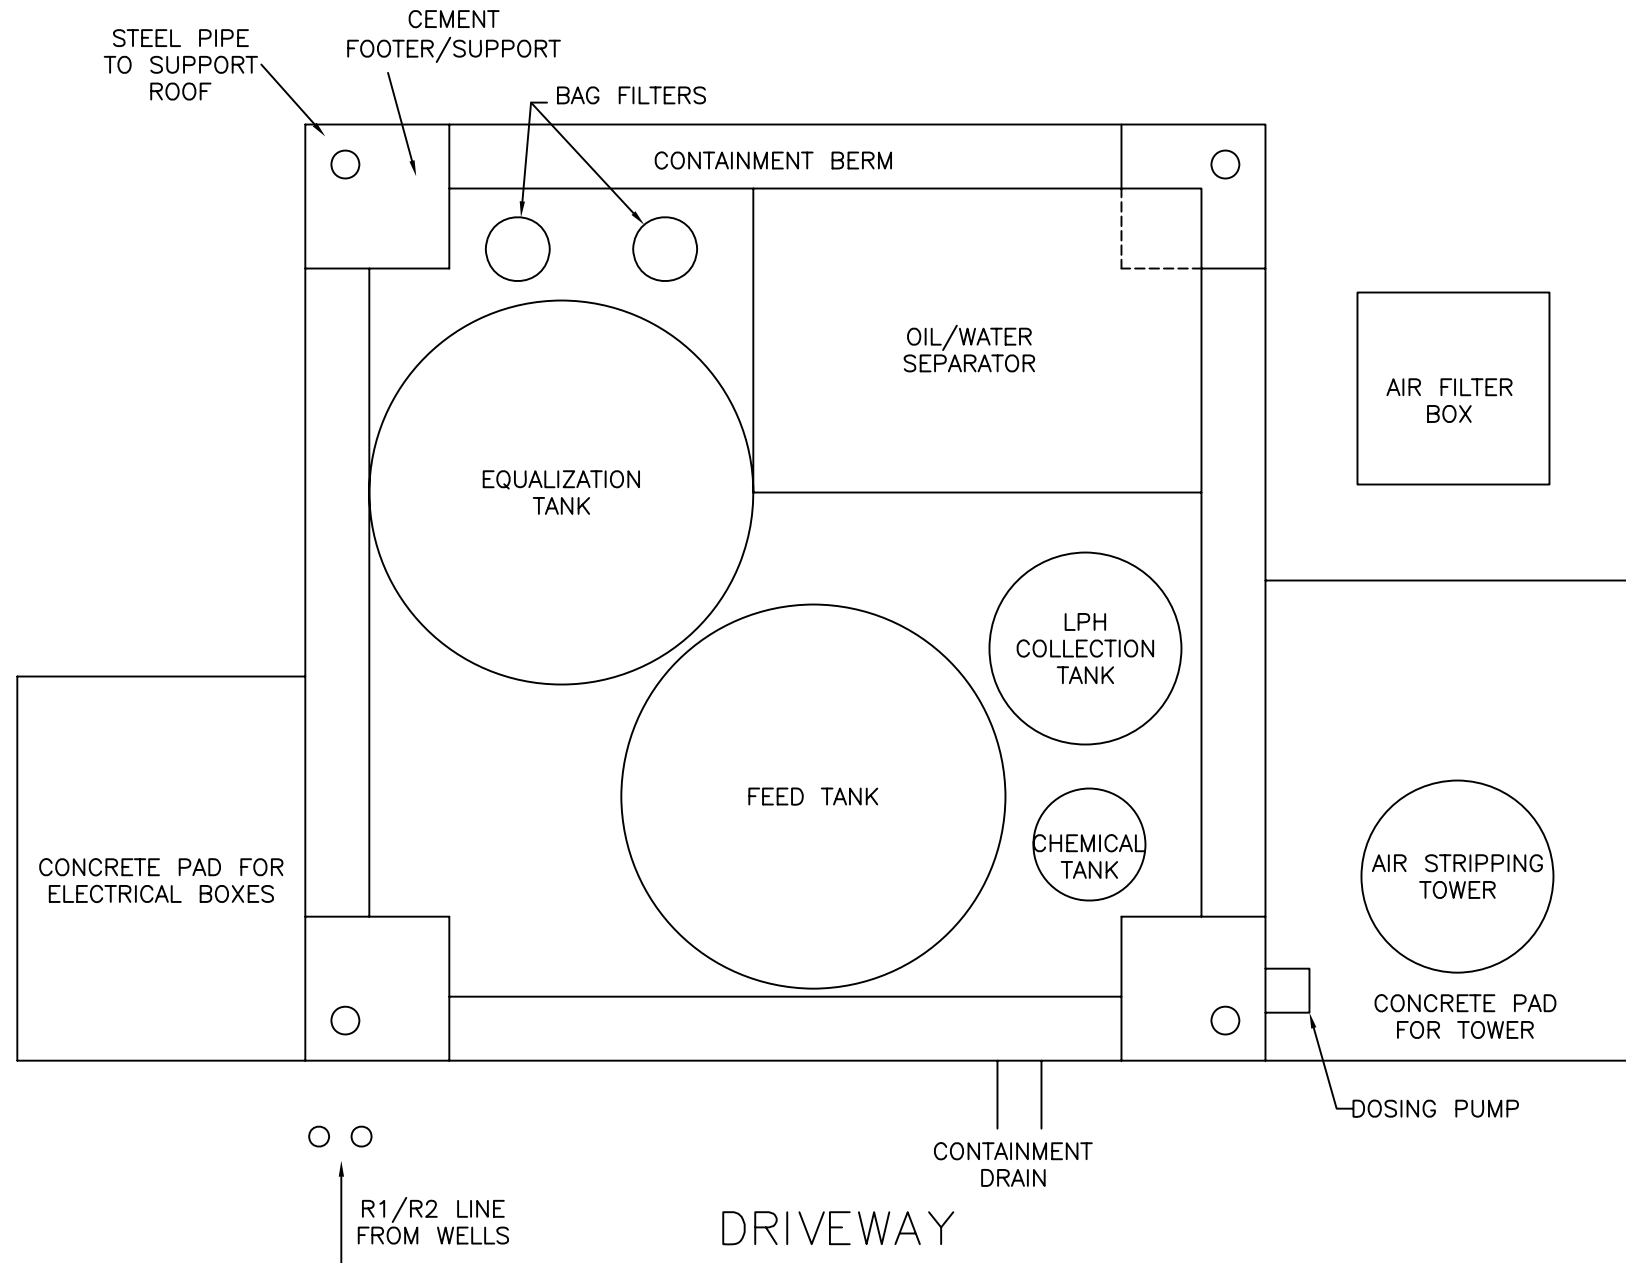 CEMENT
FOOTER/SUPPORT
STEEL PIPE
TO SUPPORT
ROOF
BAG FILTERS
CONTAINMENT BERM
OIL/WATER
SEPARATOR
AIR FILTER
BOX
EQUALIZATION
TANK
LPH
COLLECTION
TANK
FEED TANK
CHEMICAL
TANK
CONCRETE PAD FOR
ELECTRICAL BOXES
AIR STRIPPING
TOWER
CONCRETE PAD
FOR TOWER
DOSING PUMP
CONTAINMENT
DRAIN
R1/R2 LINE
FROM WELLS
DRIVEWAY